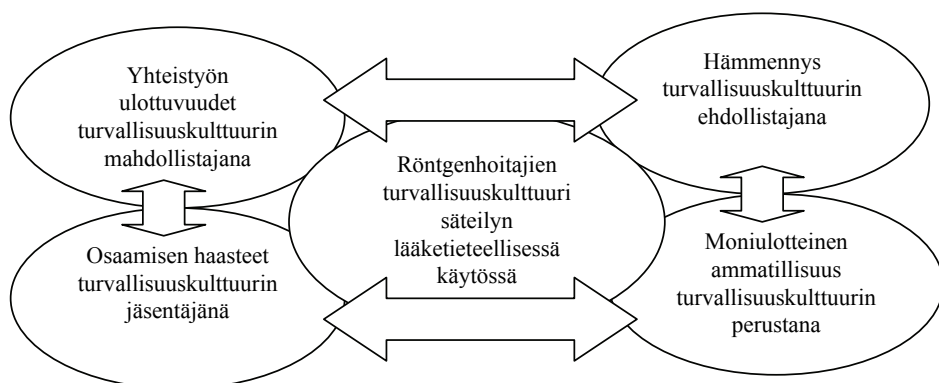 Yhteistyön
ulottuvuudet
turvallisuuskulttuurin
mahdollistajana
Hämmennys
turvallisuuskulttuurin
ehdollistajana
Röntgenhoitajien
turvallisuuskulttuuri
säteilyn
lääketieteellisessä
käytössä
Osaamisen haasteet
turvallisuuskulttuurin
jäsentäjänä
Moniulotteinen
ammatillisuus
turvallisuuskulttuurin
perustana